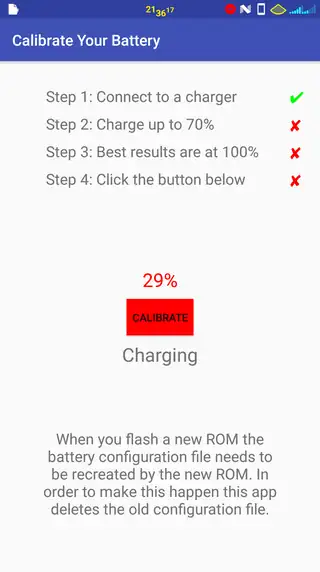 21 36 17
Calibrate Your Battery
Step 1: Connect to a charger
Step 2: Charge up to 70%
Step 3: Best results are at 100%
Step 4: Click the button below
29%
CALIBRATE
Charging
When you flash a new ROM the
battery configuration file needs to
be recreated by the new ROM. In
order to make this happen this app
deletes the old configuration file.